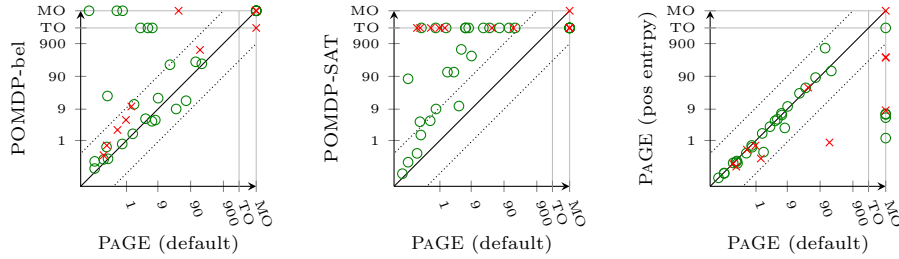 MO
TO
900
90
9
1
POMDP-bel
1
9
90
900
TO
MO
PAGE (default)
MO
TO
900
90
9
1
POMDP-SAT
1
9
90
900
TO
MO
PAGE (default)
MO
TO
900
90
9
1
PAGE (pos entrpy)
1
9
90
900
TO
MO
PAGE (default)